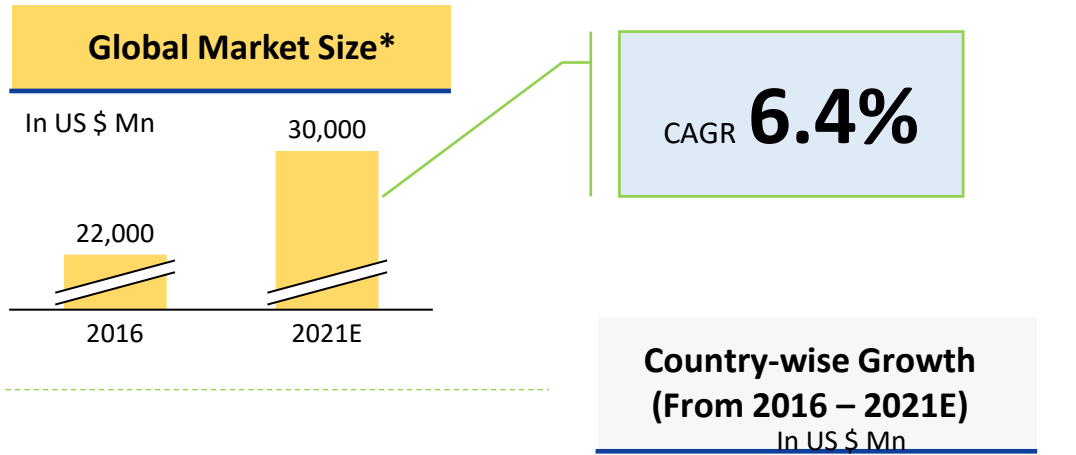 Global Market Size*
In US $ Mn
30,000
22,000
2016
2021E
CAGR 6.4%
Country-wise Growth
(From 2016 – 2021E)
In US $ Mn